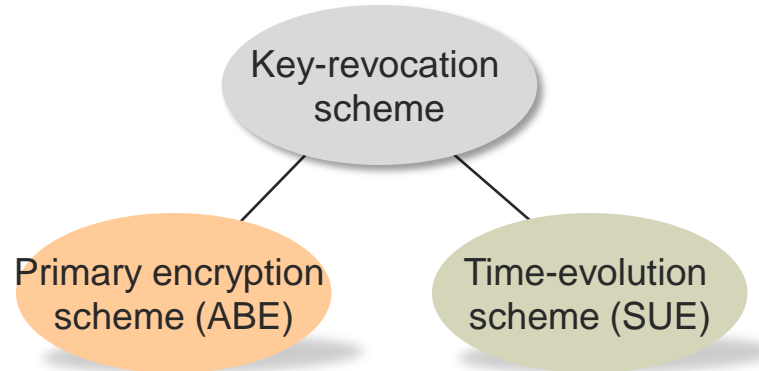 Key-revocation
scheme
Primary encryption
scheme (ABE)
Time-evolution
scheme (SUE)